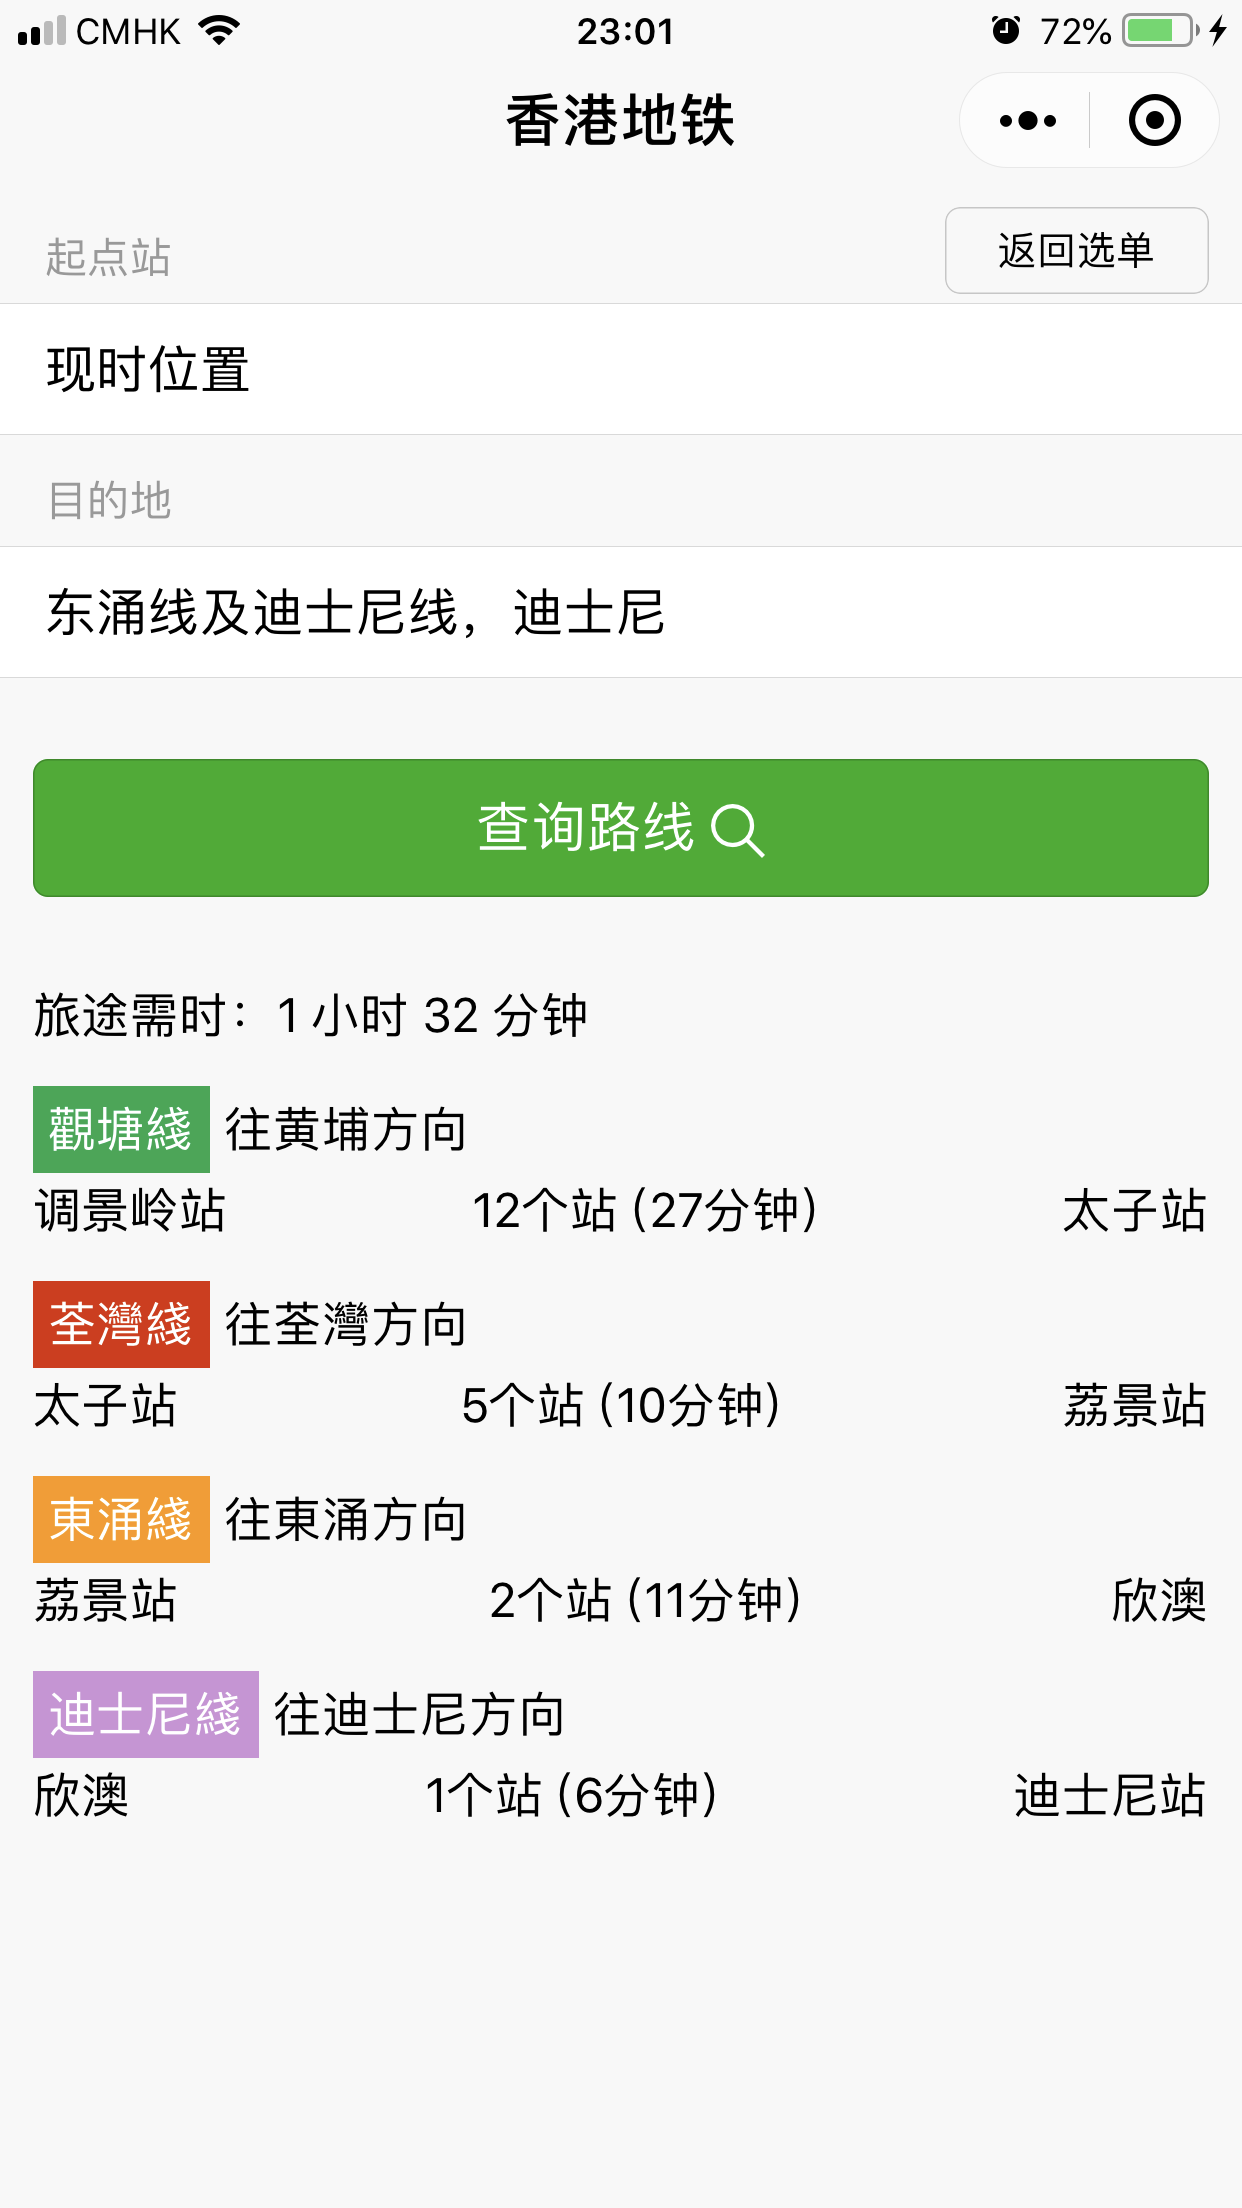 CMHK 23:01 72%
香港地铁
起点站
返回选单
现时位置
目的地
东涌线及迪士尼线，迪士尼
查询路线
旅途需时：1 小时 32 分钟
觀塘綫 往黄埔方向
调景岭站 12个站 (27分钟) 太子站
荃灣綫 往荃灣方向
太子站 5个站 (10分钟) 荔景站
東涌綫 往東涌方向
荔景站 2个站 (11分钟) 欣澳
迪士尼綫 往迪士尼方向
欣澳 1个站 (6分钟) 迪士尼站